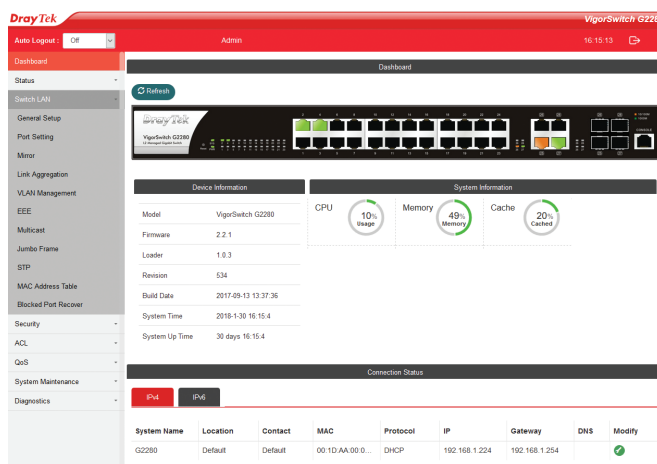 DrayTek
VigorSwitch G228
Auto Logout : Off
Admin
16:15:13
Dashboard
Status
Switch LAN
General Setup
Port Setting
Mirror
Link Aggregation
VLAN Management
EEE
Multicast
Jumbo Frame
STP
MAC Address Table
Blocked Port Recover
Security
ACL
QoS
System Maintenance
Diagnostics
Dashboard
Refresh
DrayTek
VigorSwitch G2280
CONSOLE
Device Information
Model VigorSwitch G2280
Firmware 2.2.1
Loader 1.0.3
Revision 534
Build Date 2017-09-13 13:37:36
System Time 2018-1-30 16:15:4
System Up Time 30 days 16:15:4
System Information
CPU 10% Usage
Memory 49% Memory
Cache 20% Cached
Connection Status
IPv4 IPv6
System Name Location Contact MAC Protocol IP Gateway DNS Modify
G2280 Default Default 00:1D:AA:00:0... DHCP 192.168.1.224 192.168.1.254